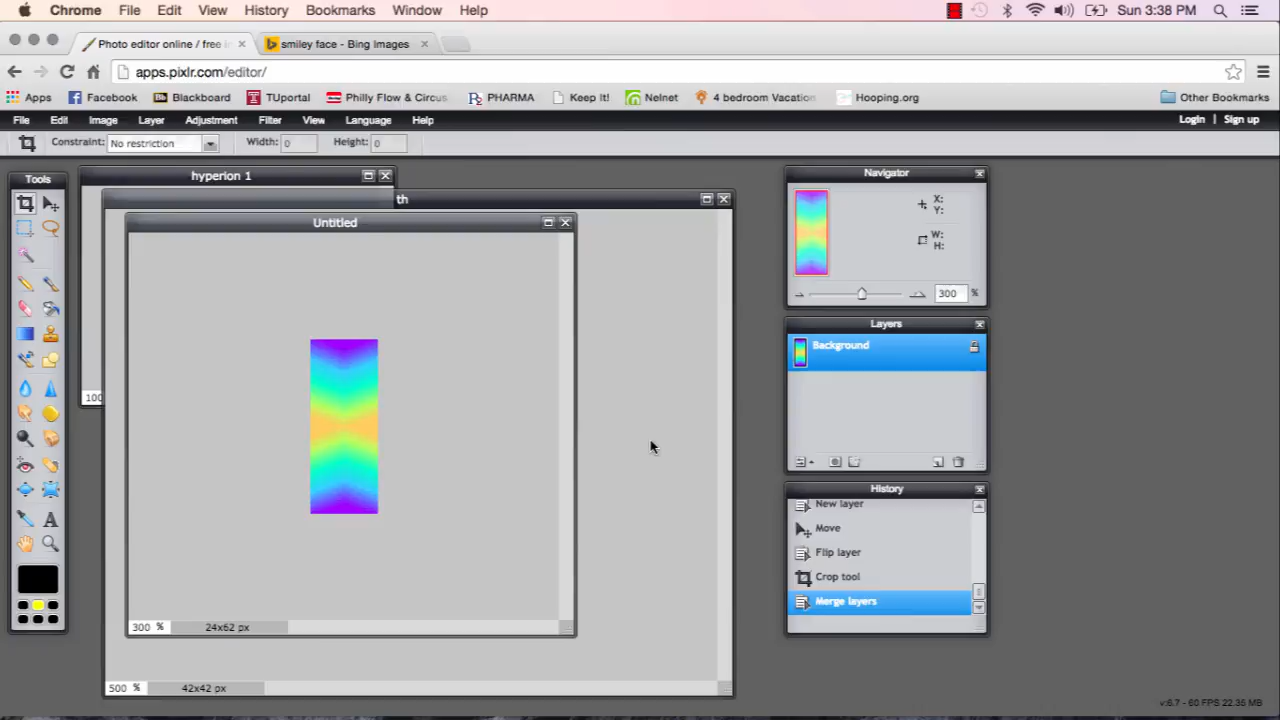 Chrome File Edit View History Bookmarks Window Help Sun 3:38 PM
Photo editor online / free i smiley face - Bing Images
apps.pixlr.com/editor/
Apps Facebook Blackboard TUportal Philly Flow & Circus PHARMA Keep It! Nelnet 4 bedroom Vacation Hooping.org Other Bookmarks
File Edit Image Layer Adjustment Filter View Language Help Login Sign up
Constraint: No restriction Width: 0 Height: 0
Tools
hyperion 1
th
Untitled
100
300 % 24x62 px
500 % 42x42 px
Navigator
X:
Y:
W:
H:
300 %
Layers
Background
History
New layer
Move
Flip layer
Crop tool
Merge layers
v:6.7 - 60 FPS 22.35 MB